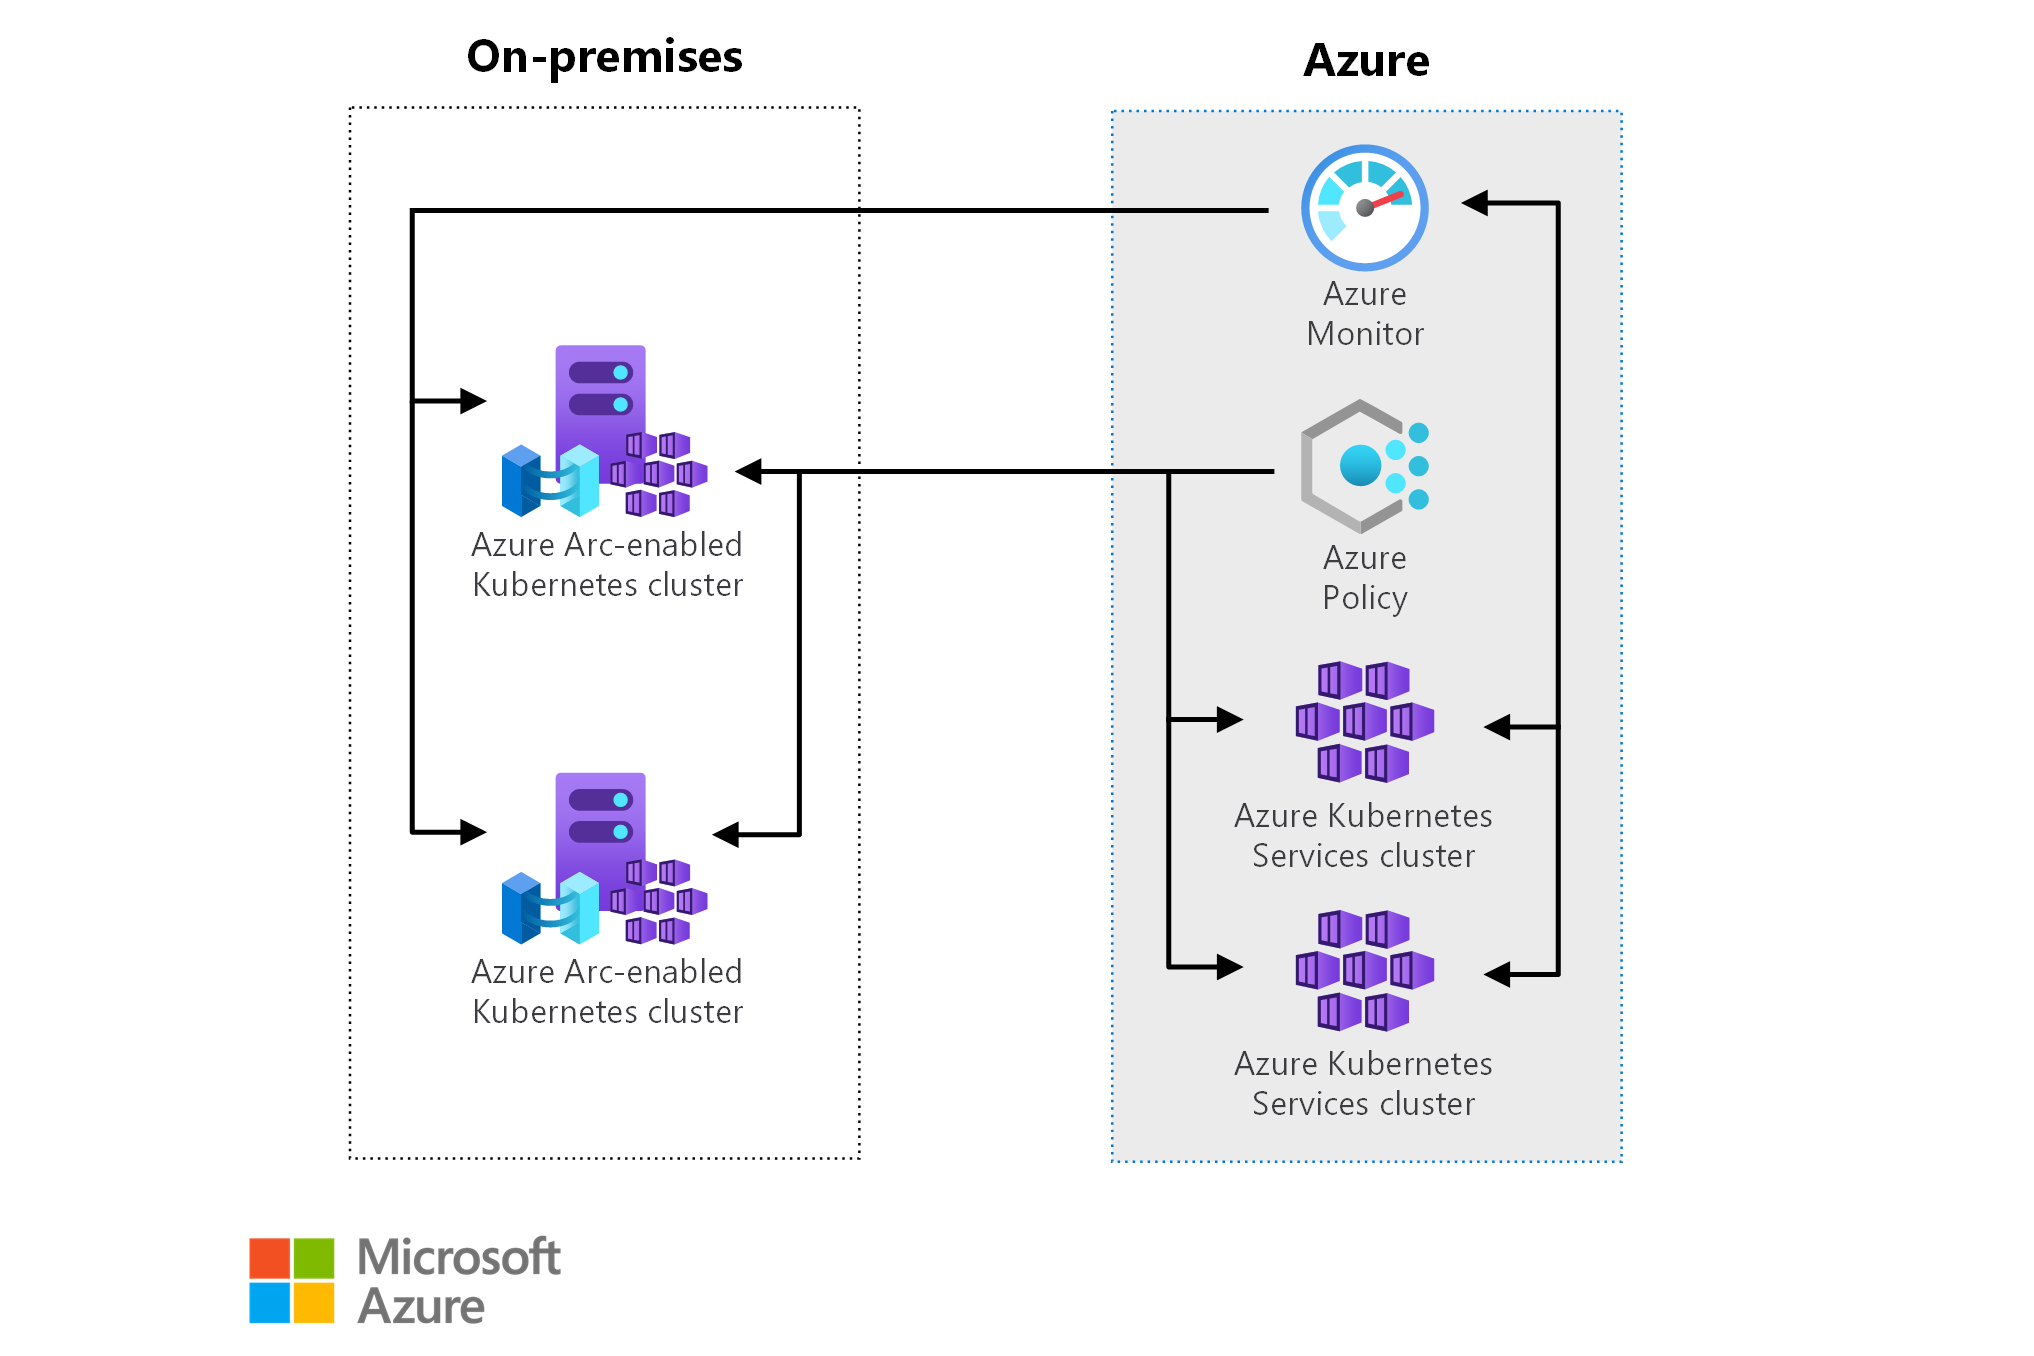 On-premises
Azure
Azure
Monitor
Azure Arc-enabled
Kubernetes cluster
Azure
Policy
Azure Kubernetes
Services cluster
Azure Arc-enabled
Kubernetes cluster
Azure Kubernetes
Services cluster
Microsoft
Azure